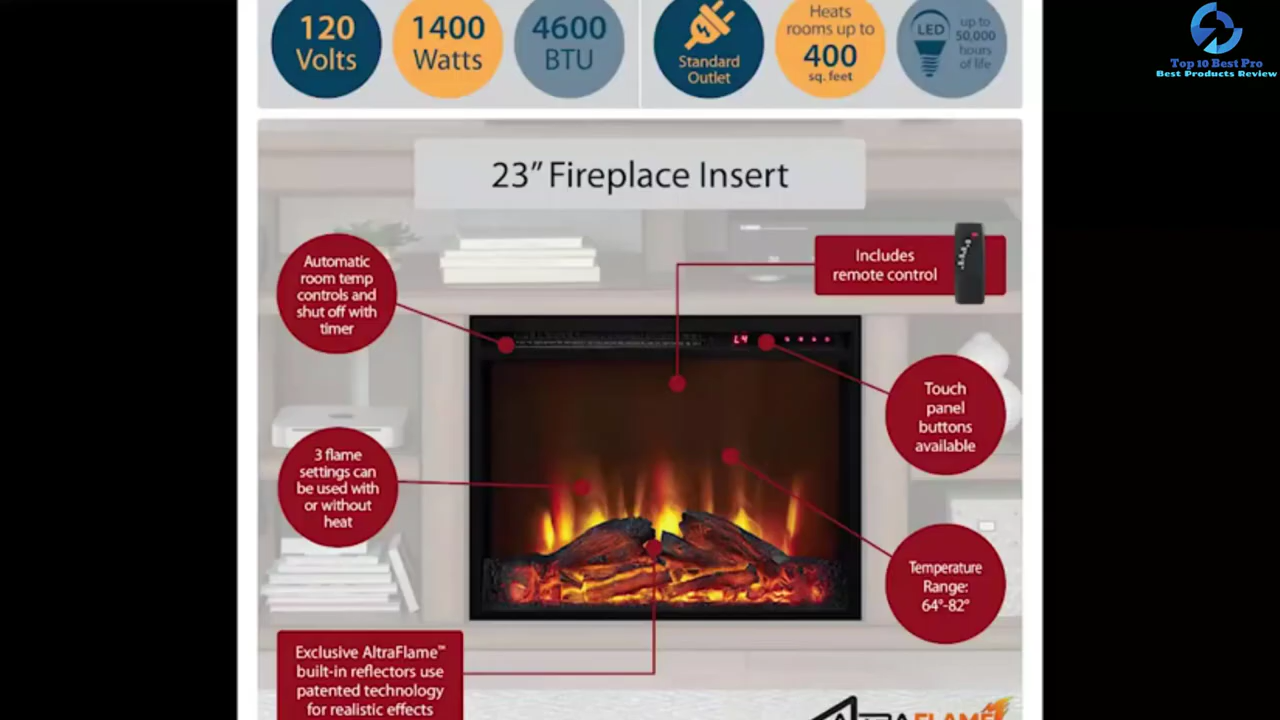 120
Volts
1400
Watts
4600
BTU
Standard
Outlet
Heats
rooms up to
400
sq. feet
LED
up to
50,000
hours
of life
Top 10 Best Pro
Best Products Review
23” Fireplace Insert
Automatic
room temp
controls and
shut off with
timer
Includes
remote control
Touch
panel
buttons
available
3 flame
settings can
be used with
or without
heat
Temperature
Range:
64°-82°
Exclusive AltraFlame™
built-in reflectors use
patented technology
for realistic effects
ALTRAFLAME